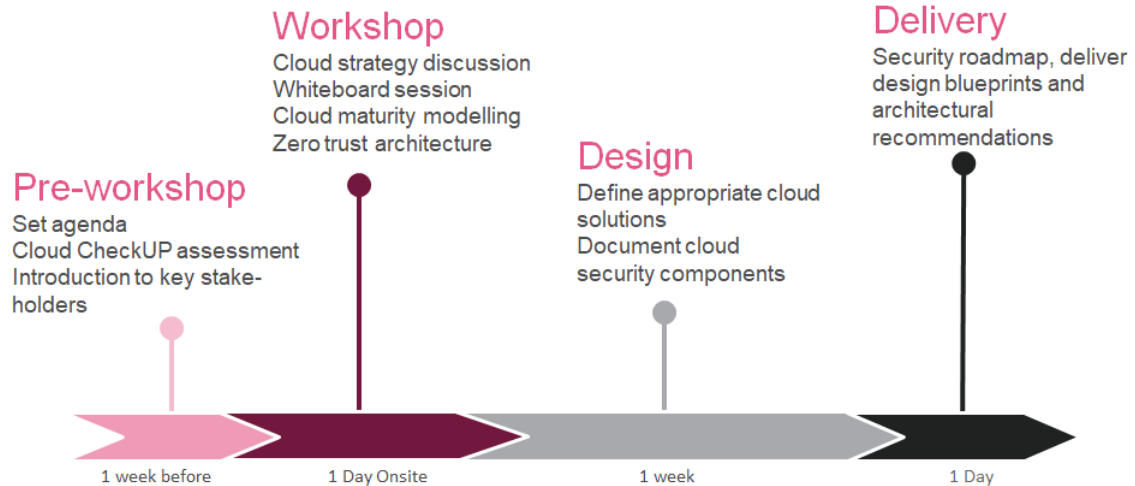 Pre-workshop
Set agenda
Cloud CheckUP assessment
Introduction to key stake-
holders
Workshop
Cloud strategy discussion
Whiteboard session
Cloud maturity modelling
Zero trust architecture
Design
Define appropriate cloud
solutions
Document cloud
security components
Delivery
Security roadmap, deliver
design blueprints and
architectural
recommendations
1 week before
1 Day Onsite
1 week
1 Day